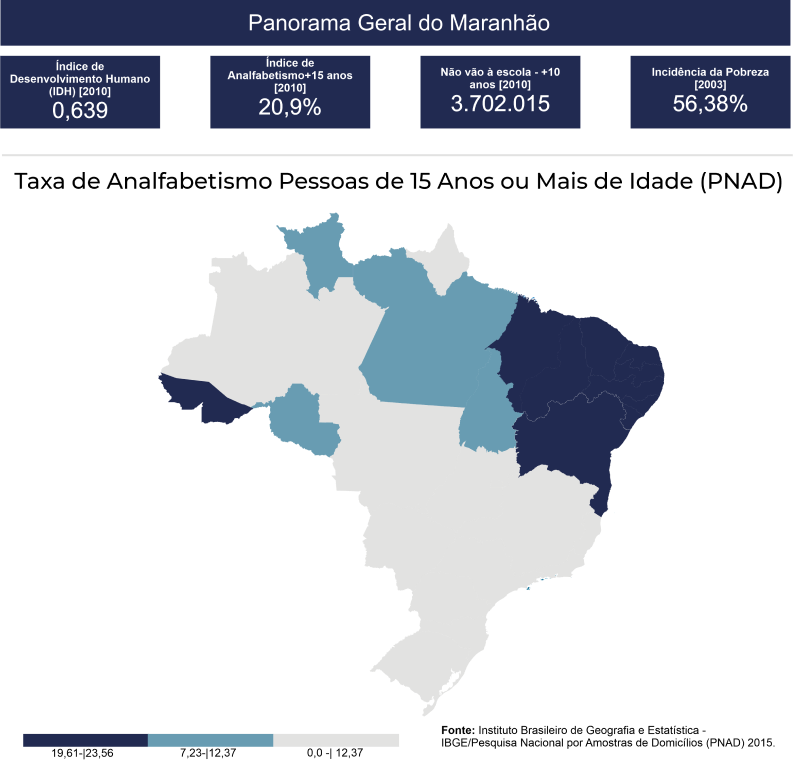 Panorama Geral do Maranhão
Índice de
Desenvolvimento Humano
(IDH) [2010]
0,639
Índice de
Analfabetismo+15 anos
[2010]
20,9%
Não vão à escola - +10
anos [2010]
3.702.015
Incidência da Pobreza
[2003]
56,38%
Taxa de Analfabetismo Pessoas de 15 Anos ou Mais de Idade (PNAD)
19,61-|23,56
7,23-|12,37
0,0 -| 12,37
Fonte: Instituto Brasileiro de Geografia e Estatística -
IBGE/Pesquisa Nacional por Amostras de Domicílios (PNAD) 2015.